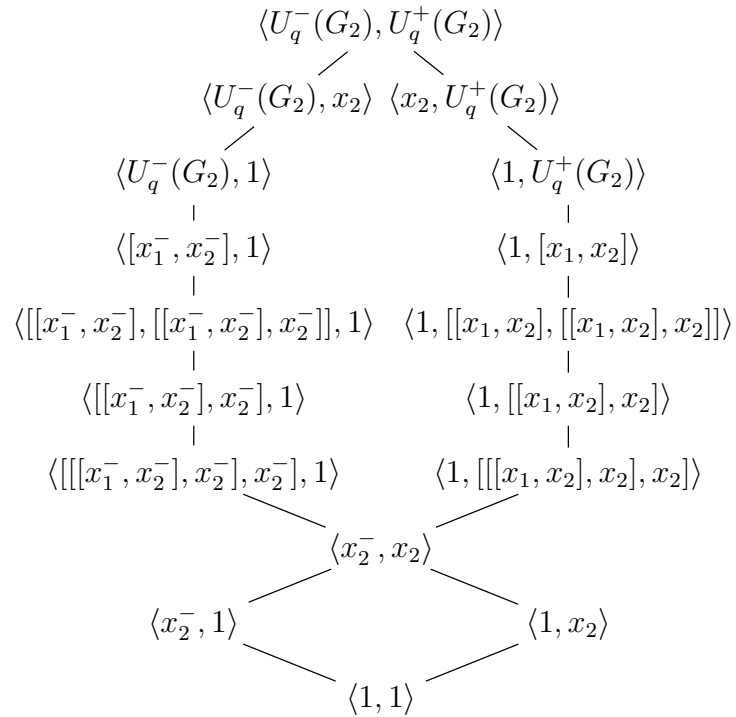 ⟨U_q^-(G_2), U_q^+(G_2)⟩
⟨U_q^-(G_2), x_2⟩ ⟨x_2, U_q^+(G_2)⟩
⟨U_q^-(G_2), 1⟩ ⟨1, U_q^+(G_2)⟩
⟨[x_1^-, x_2^-], 1⟩ ⟨1, [x_1, x_2]⟩
⟨[[x_1^-, x_2^-], [[x_1^-, x_2^-], x_2^-]], 1⟩ ⟨1, [[x_1, x_2], [[x_1, x_2], x_2]]⟩
⟨[[x_1^-, x_2^-], x_2^-], 1⟩ ⟨1, [[x_1, x_2], x_2]⟩
⟨[[[x_1^-, x_2^-], x_2^-], x_2^-], 1⟩ ⟨1, [[[x_1, x_2], x_2], x_2]⟩
⟨x_2^-, x_2⟩
⟨x_2^-, 1⟩ ⟨1, x_2⟩
⟨1, 1⟩